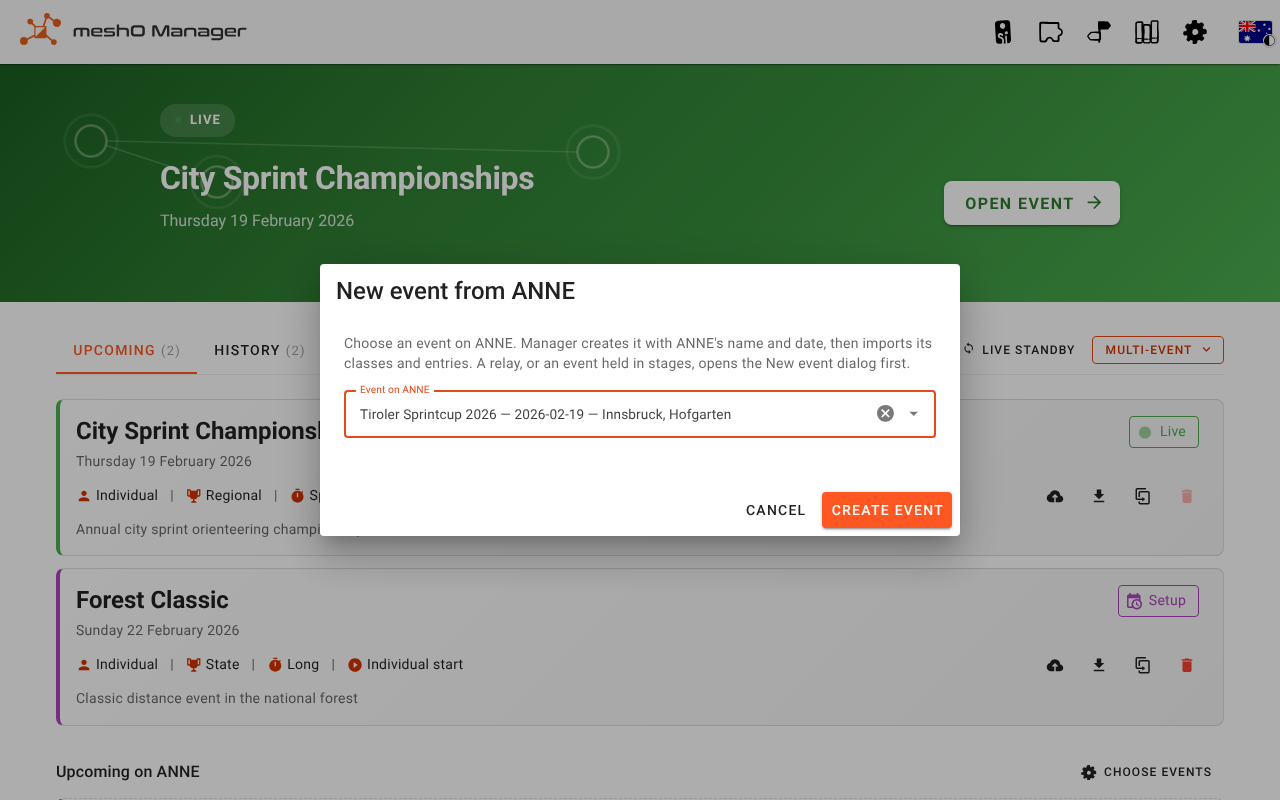 meshO Manager
Si
LIVE
City Sprint Championships
Thursday 19 February 2026
OPEN EVENT
UPCOMING (2)
HISTORY (2)
LIVE STANDBY
MULTI-EVENT
New event from ANNE
Choose an event on ANNE. Manager creates it with ANNE's name and date, then imports its
classes and entries. A relay, or an event held in stages, opens the New event dialog first.
Event on ANNE
Tiroler Sprintcup 2026 — 2026-02-19 — Innsbruck, Hofgarten
CANCEL
CREATE EVENT
City Sprint Champions
Live
Thursday 19 February 2026
Individual | Regional |
Annual city sprint orienteering
Forest Classic
Setup
Sunday 22 February 2026
Individual | State | Long | Individual start
Classic distance event in the national forest
Upcoming on ANNE
CHOOSE EVENTS